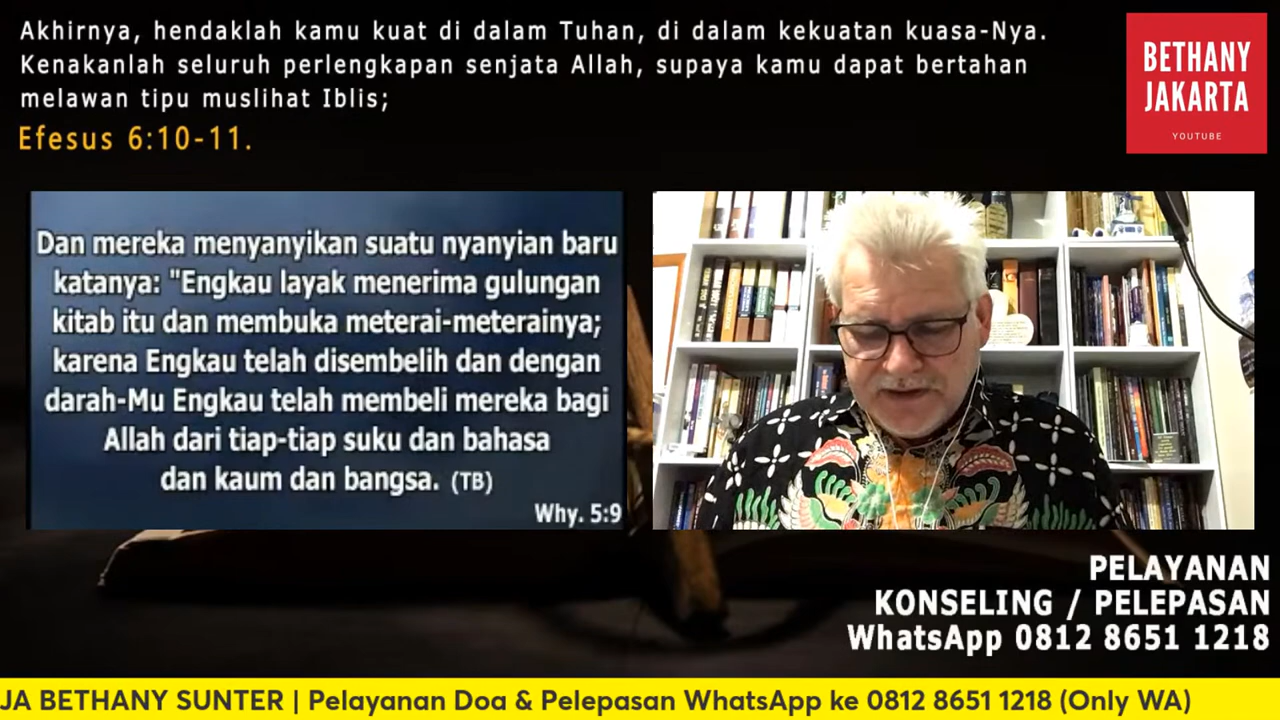 Akhirnya, hendaklah kamu kuat di dalam Tuhan, di dalam kekuatan kuasa-Nya.
Kenakanlah seluruh perlengkapan senjata Allah, supaya kamu dapat bertahan
melawan tipu muslihat Iblis;
Efesus 6:10-11.
BETHANY
JAKARTA
YOUTUBE
Dan mereka menyanyikan suatu nyanyian baru
katanya: "Engkau layak menerima gulungan
kitab itu dan membuka meterai-meterainya;
karena Engkau telah disembelih dan dengan
darah-Mu Engkau telah membeli mereka bagi
Allah dari tiap-tiap suku dan bahasa
dan kaum dan bangsa. (TB)
Why. 5:9
PELAYANAN
KONSELING / PELEPASAN
WhatsApp 0812 8651 1218
JA BETHANY SUNTER | Pelayanan Doa & Pelepasan WhatsApp ke 0812 8651 1218 (Only WA)